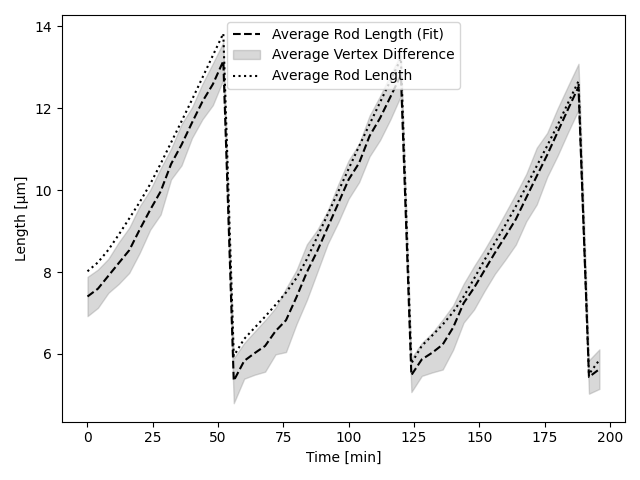 Average Rod Length (Fit)
Average Vertex Difference
Average Rod Length
14
12
10
8
6
Length [μm]
0
25
50
75
100
125
150
175
200
Time [min]